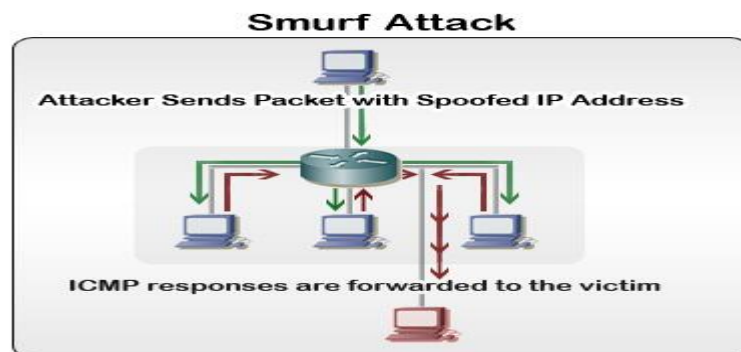 Smurf Attack
Attacker Sends Packet with Spoofed IP Address
ICMP responses are forwarded to the victim